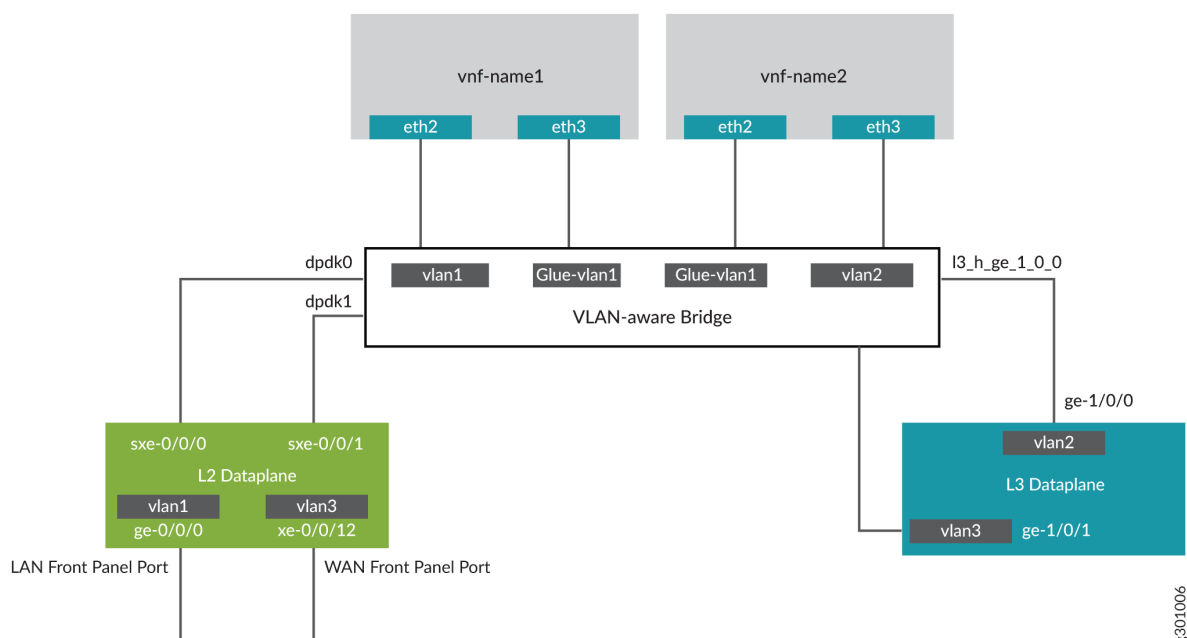 vnf-name1
vnf-name2
eth2
eth3
eth2
eth3
dpdk0
l3_h_ge_1_0_0
vlan1
Glue-vlan1
Glue-vlan1
vlan2
dpdk1
VLAN-aware Bridge
ge-1/0/0
sxe-0/0/0
sxe-0/0/1
vlan2
L2 Dataplane
L3 Dataplane
vlan1
vlan3
ge-0/0/0
xe-0/0/12
vlan3
ge-1/0/1
LAN Front Panel Port
WAN Front Panel Port
g301006